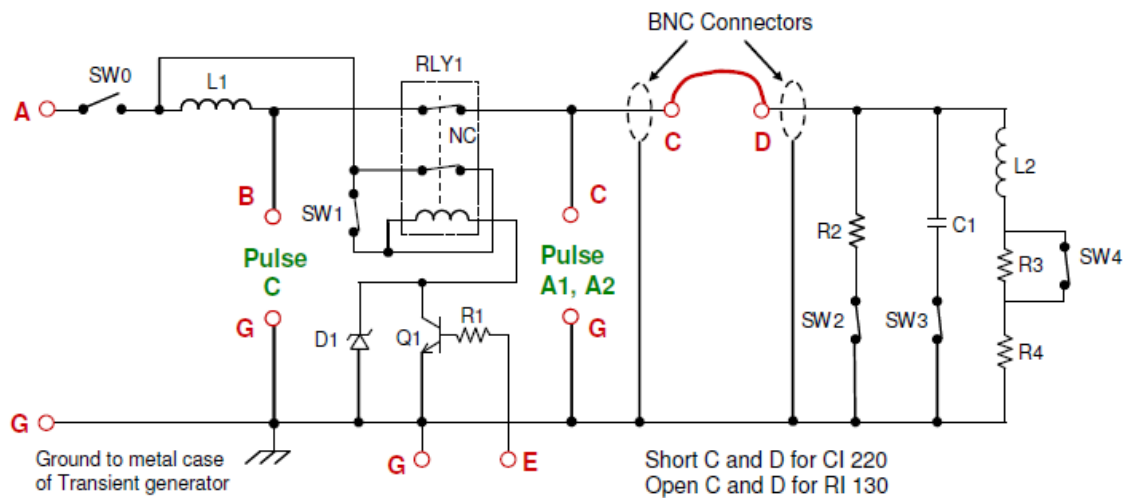 BNC Connectors
SW0
L1
RLY1
A
NC
C
D
L2
B
SW1
C
R2
C1
R3
SW4
Pulse
C
Pulse
A1, A2
G
G
D1
Q1
R1
SW2
SW3
R4
G
Ground to metal case
of Transient generator
G
E
Short C and D for CI 220
Open C and D for RI 130